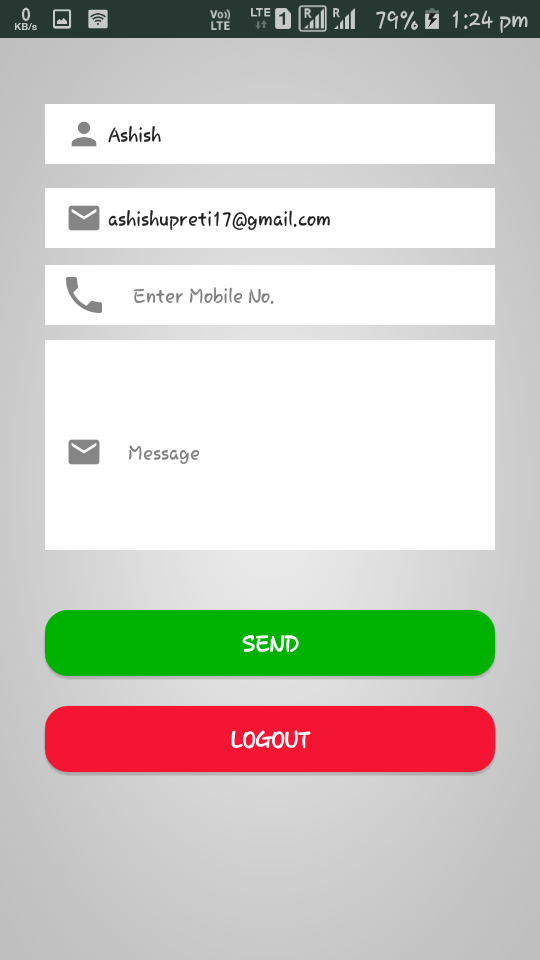 0
KB/s
Vo))
LTE
LTE
1
R
R
79%
1:24 pm
Ashish
ashishupreti17@gmail.com
Enter Mobile No.
Message
SEND
LOGOUT